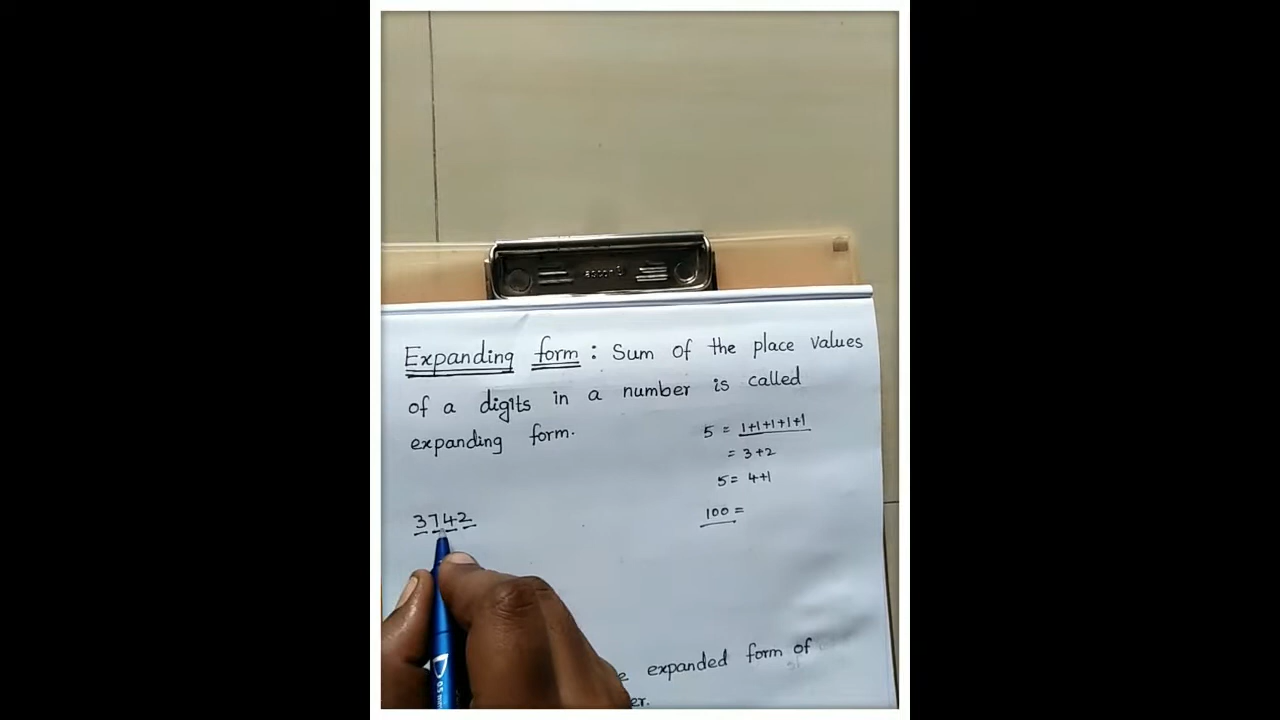 Expanding form : Sum of the place values
of a digits in a number is called
expanding form.
5 = 1+1+1+1+1
= 3+2
5 = 4+1
3742
100 =
expanded form of